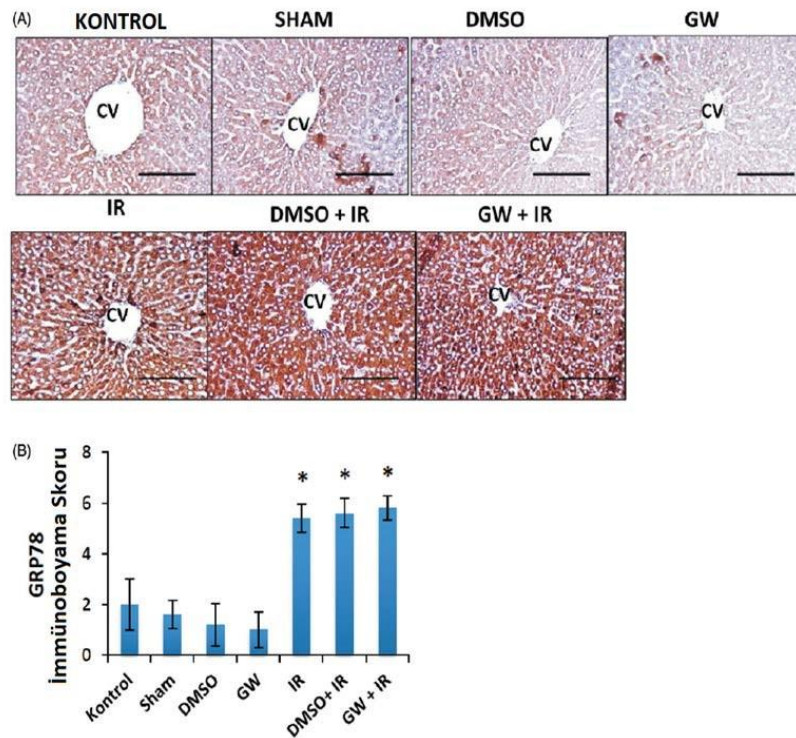 (A)
KONTROL SHAM DMSO GW
CV CV CV CV
IR DMSO + IR GW + IR
CV CV CV
(B)
GRP78
İmmünoboyama Skoru
8
6
4
2
0
* * *
Kontrol Sham DMSO GW IR DMSO+ IR GW + IR